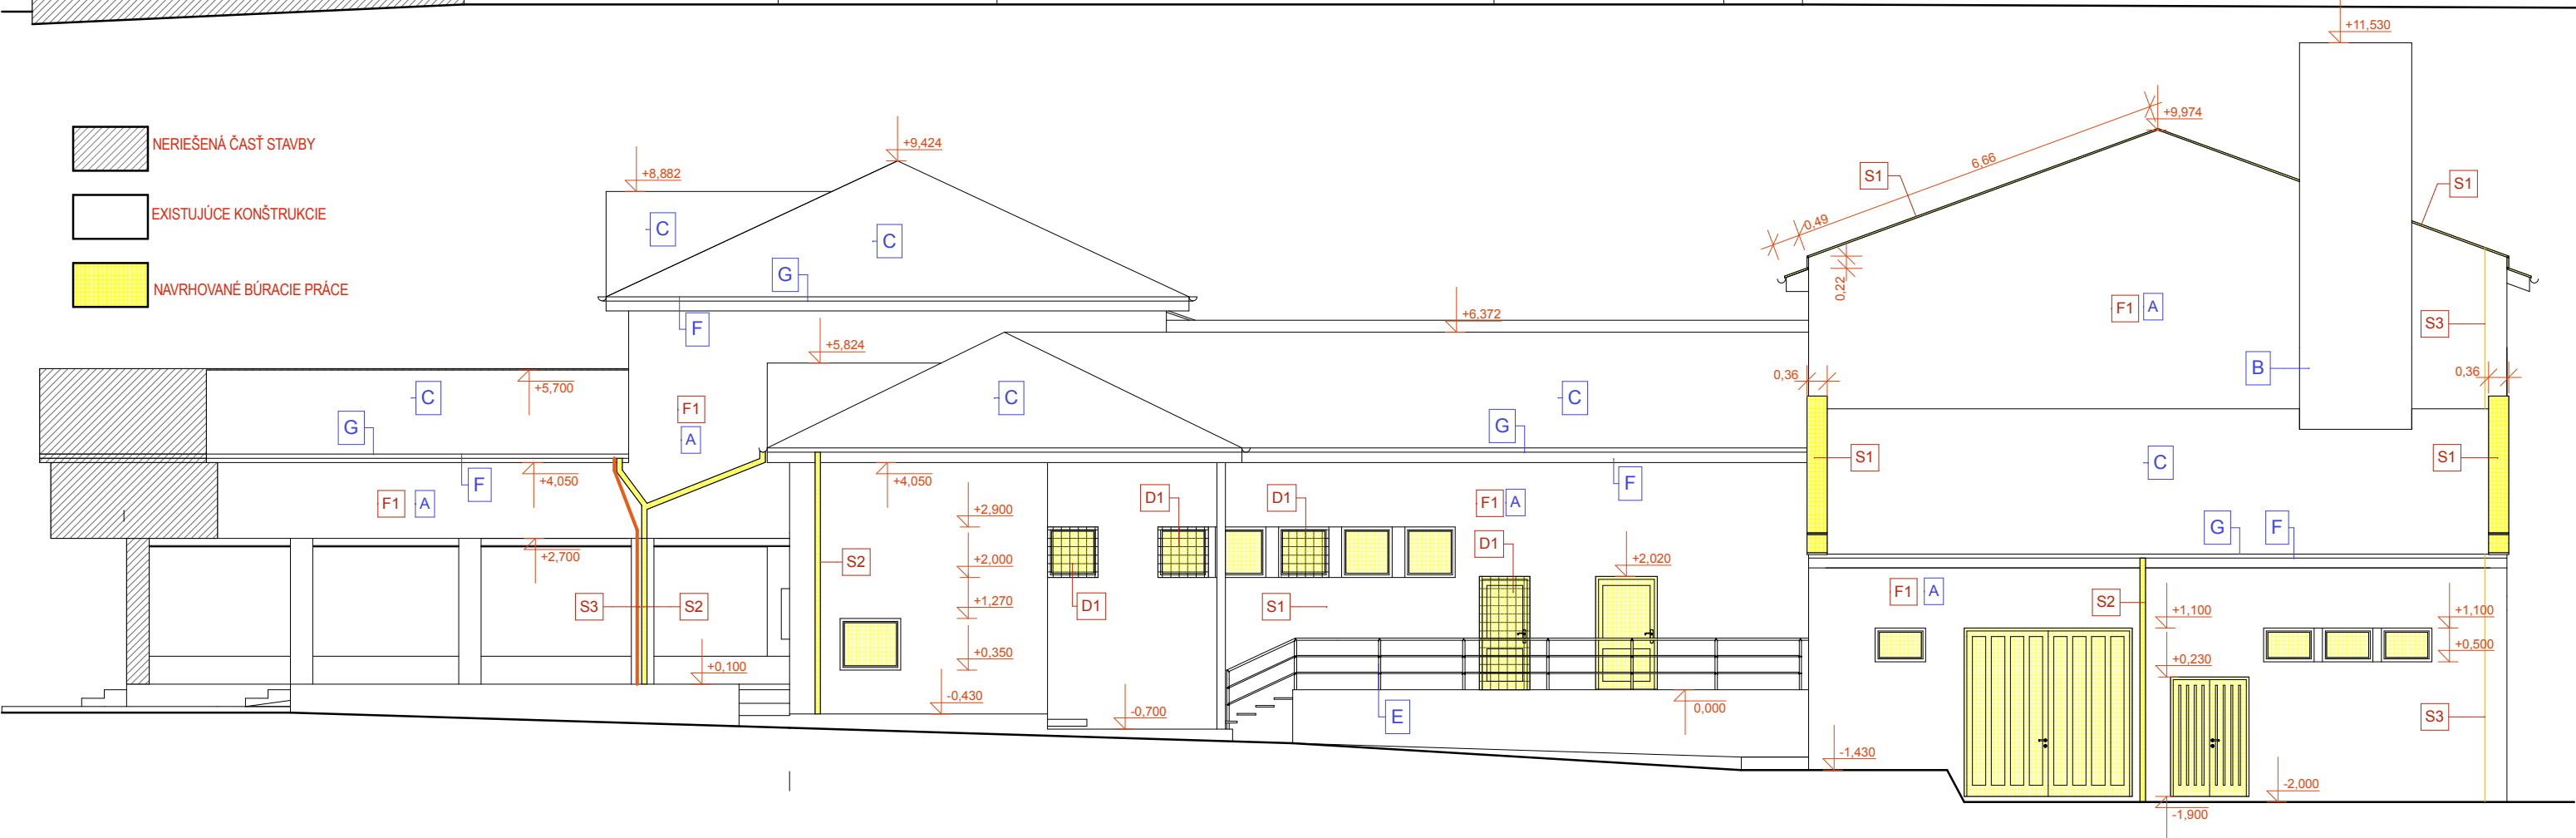 +11,530
+9,974
NERIEŠENÁ ČASŤ STAVBY
+9,424
6,66
+8,882
S1
S1
EXISTUJÚCE KONŠTRUKCIE
0,49
C
C
G
NAVRHOVANÉ BÚRACIE PRÁCE
0,22
F1 A
+6,372
F
S3
+5,824
B
0,36
0,36
+5,700
C
C
C
F1
G
G
A
S1
C
S1
+4,050
F
+4,050
F
F1 A
D1
D1
F1 A
+2,900
G
F
+2,700
D1
S2
+2,000
+2,020
F1 A
S3
S2
+1,270
D1
S1
S2
+1,100
+1,100
+0,350
+0,500
+0,100
+0,230
-0,430
-0,700
E
0,000
S3
-1,430
-2,000
-1,900